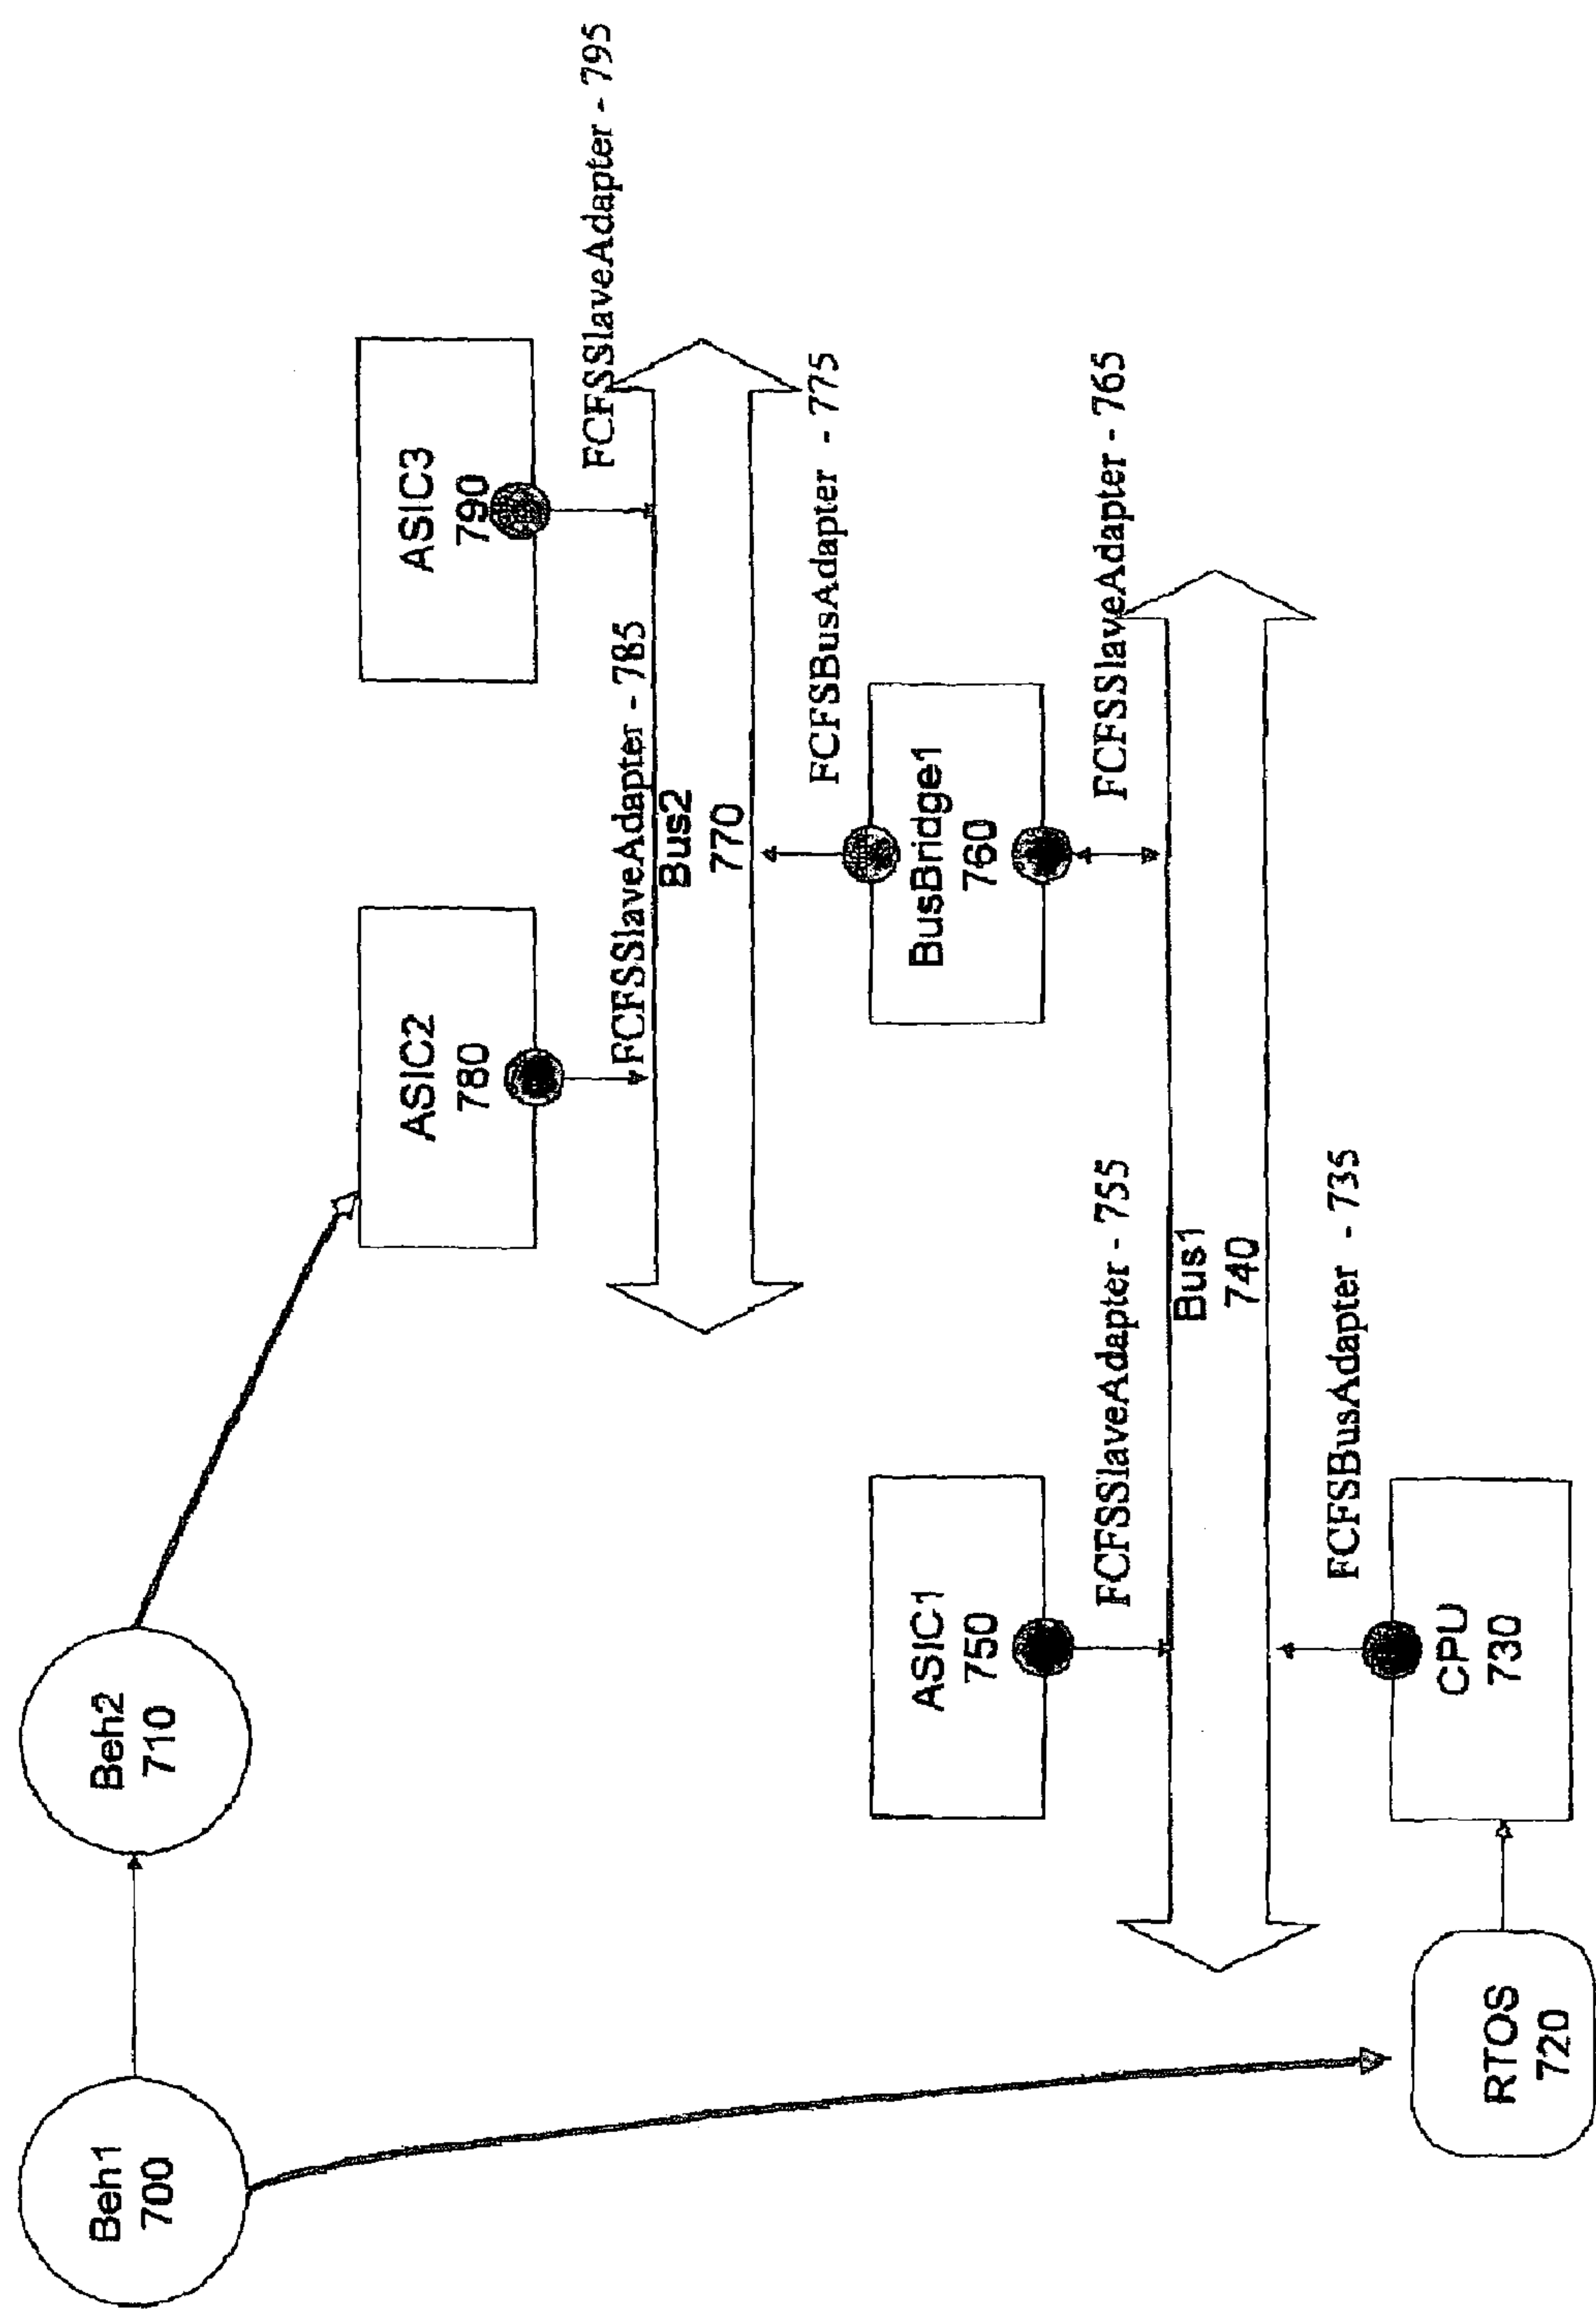 Beh1
700
Beh2
710
ASIC2
780
ASIC3
790
FCFSSlaveAdapter - 785
FCFSSlaveAdapter - 795
Bus2
770
FCFSBusAdapter - 775
ASIC1
750
BusBridge1
760
FCFSSlaveAdapter - 755
FCFSSlaveAdapter - 765
Bus1
740
FCFSBusAdapter - 735
RTOS
720
CPU
730